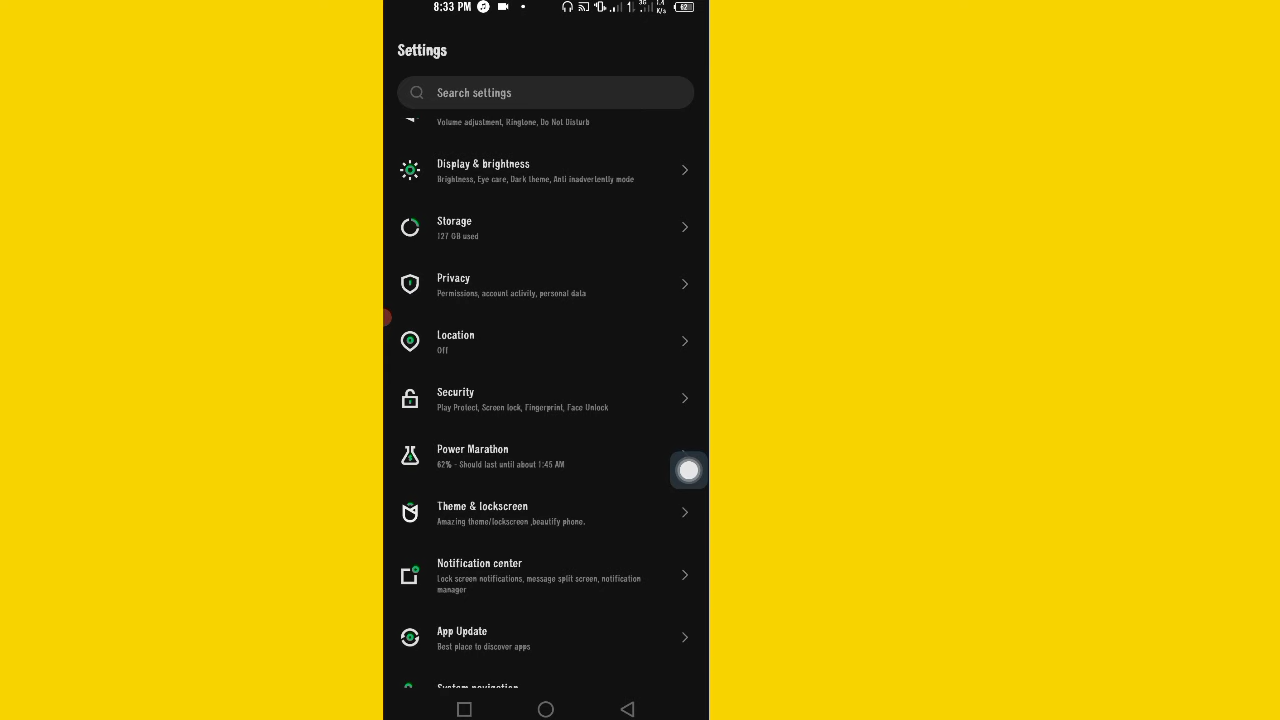 8:33 PM
3G 1.4 K/s 62
Settings
Search settings
Volume adjustment, Ringtone, Do Not Disturb
Display & brightness
Brightness, Eye care, Dark theme, Anti inadvertently mode
Storage
127 GB used
Privacy
Permissions, account activity, personal data
Location
Off
Security
Play Protect, Screen lock, Fingerprint, Face Unlock
Power Marathon
62% - Should last until about 1:45 AM
Theme & lockscreen
Amazing theme/lockscreen ,beautify phone.
Notification center
Lock screen notifications, message split screen, notification
manager
App Update
Best place to discover apps
System navigation